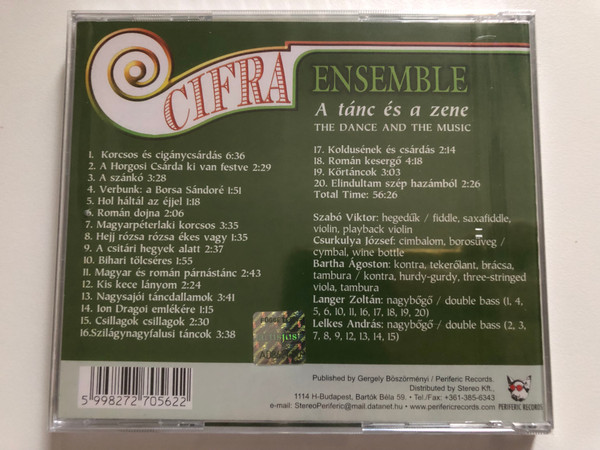 CIFRA
ENSEMBLE
A tánc és a zene
THE DANCE AND THE MUSIC
1. Korcsos és cigánycsárdás 6:36
2. A Horgosi Csárda ki van festve 2:29
3. A szánkó 3:28
4. Verbunk: a Borsa Sándoré 1:51
5. Hol háltál az éjjel 1:18
6. Román dojna 2:06
7. Magyarpéterlaki korcsos 3:35
8. Hejj rózsa rózsa ékes vagy 1:35
9. A csitári hegyek alatt 2:37
10. Bihari tölcséres 1:55
11. Magyar és román párnástánc 2:43
12. Kis kece lányom 2:24
13. Nagysajói táncdallamok 3:41
14. Ion Dragoi emlékére 1:15
15. Csillagok csillagok 2:30
16.Szilágynagyfalusi táncok 3:38
17. Koldusének és csárdás 2:14
18. Román kesergő 4:18
19. Körtáncok 3:03
20. Elindultam szép hazámból 2:26
Total Time: 56:26
Szabó Viktor: hegedűk / fiddle, saxafiddle,
violin, playback violin
Csurkulya József: cimbalom, borosüveg /
cymbal, wine bottle
Bartha Ágoston: kontra, tekerőlant, brácsa,
tambura / kontra, hurdy-gurdy, three-stringed
viola, tambura
Langer Zoltán: nagybőgő / double bass (1, 4,
5, 6, 10, 11, 16, 17, 18, 19, 20)
Lelkes András: nagybőgő / double bass (2, 3,
7, 8, 9, 12, 13, 14, 15)
5 998272 705622
Published by Gergely Böszörményi / Periferic Records.
Distributed by Stereo Kft.,
1114 H-Budapest, Bartók Béla 59. • Tel./Fax: +361-385-6343
e-mail: StereoPeriferic@mail.datanet.hu • www.perifericrecords.com
PERIFERIC RECORDS